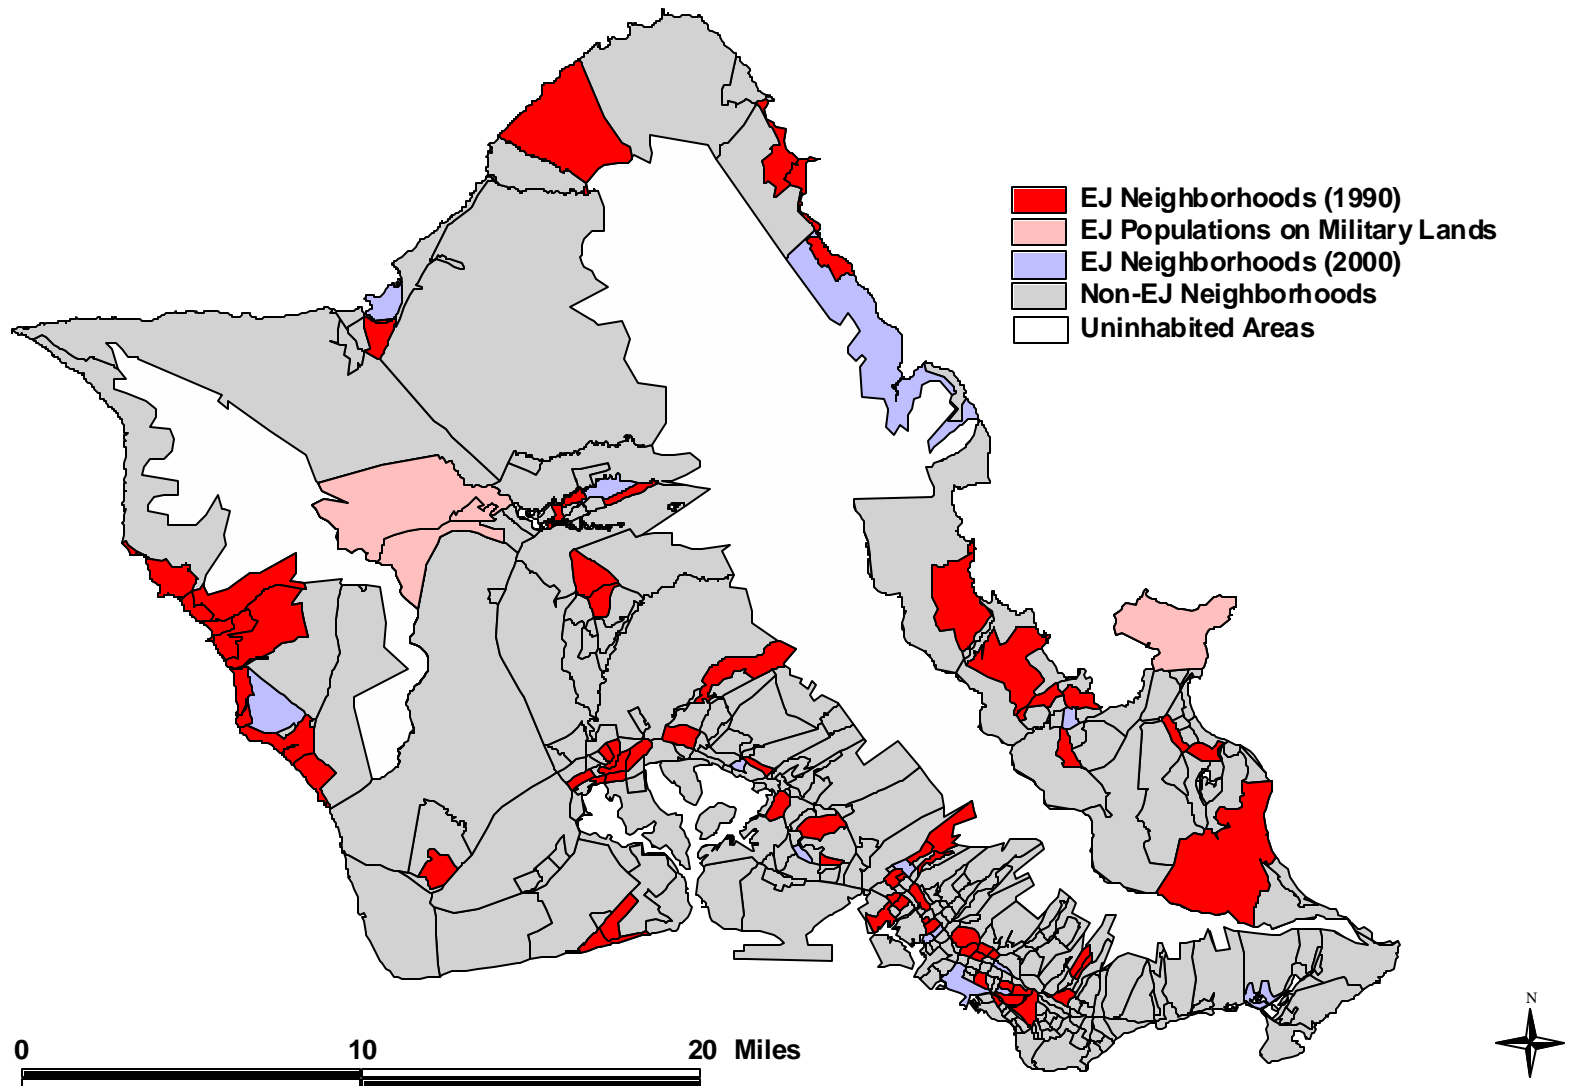 EJ Neighborhoods (1990)
EJ Populations on Military Lands
EJ Neighborhoods (2000)
Non-EJ Neighborhoods
Uninhabited Areas
N
0 10 20 Miles